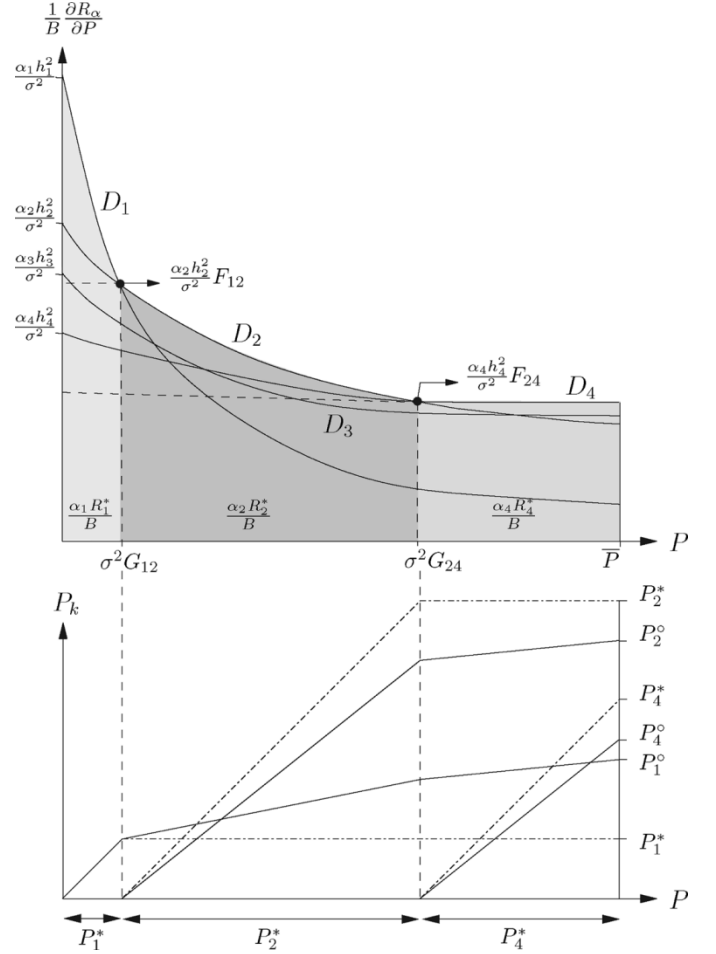 1/B ∂R_α/∂P
α₁h₁²/σ²
D₁
α₂h₂²/σ²
α₃h₃²/σ²
α₂h₂²/σ² F₁₂
α₄h₄²/σ²
D₂
α₄h₄²/σ² F₂₄
D₄
D₃
α₁R₁*/B
α₂R₂*/B
α₄R₄*/B
σ²G₁₂
σ²G₂₄
P̅
P
P_k
P₂*
P₂°
P₄*
P₄°
P₁°
P₁*
P
P₁*
P₂*
P₄*